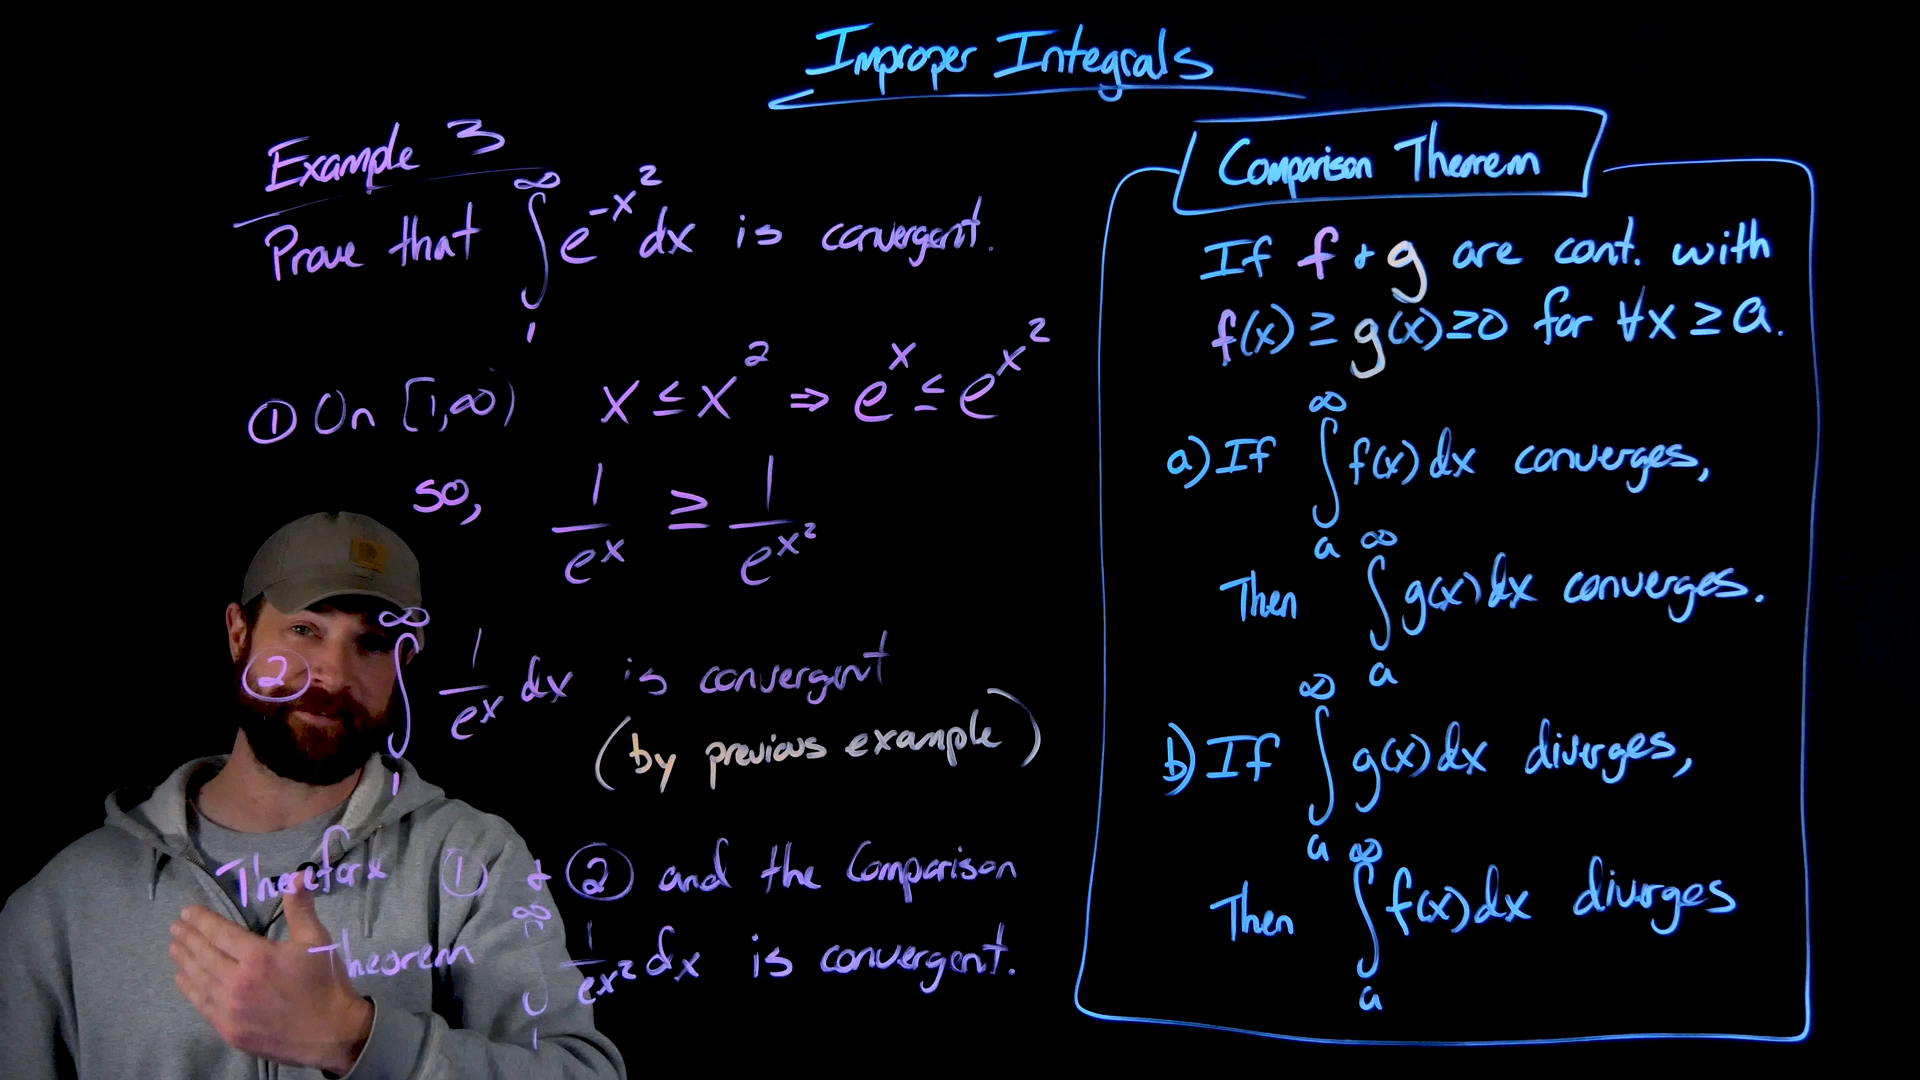 Improper Integrals
Example 3
Prove that ∫₁^∞ e^(-x²) dx is convergent.
① On [1,∞) x ≤ x² ⇒ e^x ≤ e^(x²)
so, 1/e^x ≥ 1/e^(x²)
② ∫₁^∞ 1/e^x dx is convergent
(by previous example)
Therefore ① + ② and the Comparison
Theorem ∫₁^∞ 1/e^(x²) dx is convergent.
Comparison Theorem
If f + g are cont. with
f(x) ≥ g(x) ≥ 0 for ∀x ≥ a.
a) If ∫ₐ^∞ f(x) dx converges,
Then ∫ₐ^∞ g(x) dx converges.
b) If ∫ₐ^∞ g(x) dx diverges,
Then ∫ₐ^∞ f(x) dx diverges